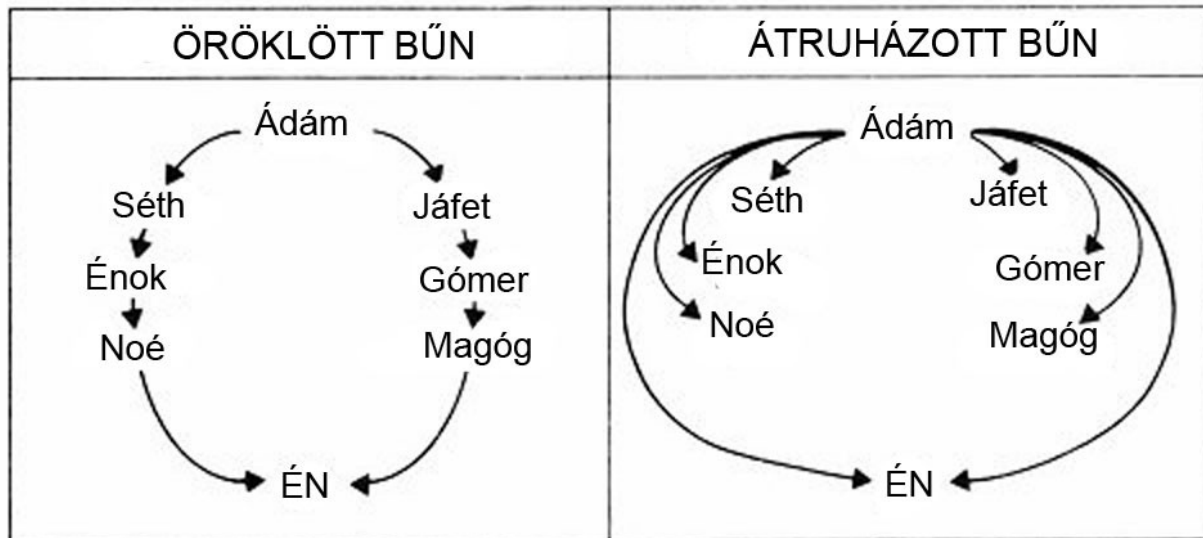 ÖRÖKLÖTT BŰN
Ádám
Séth
Jáfet
Énok
Gómer
Noé
Magóg
ÉN
ÁTRUHÁZOTT BŰN
Ádám
Séth
Jáfet
Énok
Gómer
Noé
Magóg
ÉN